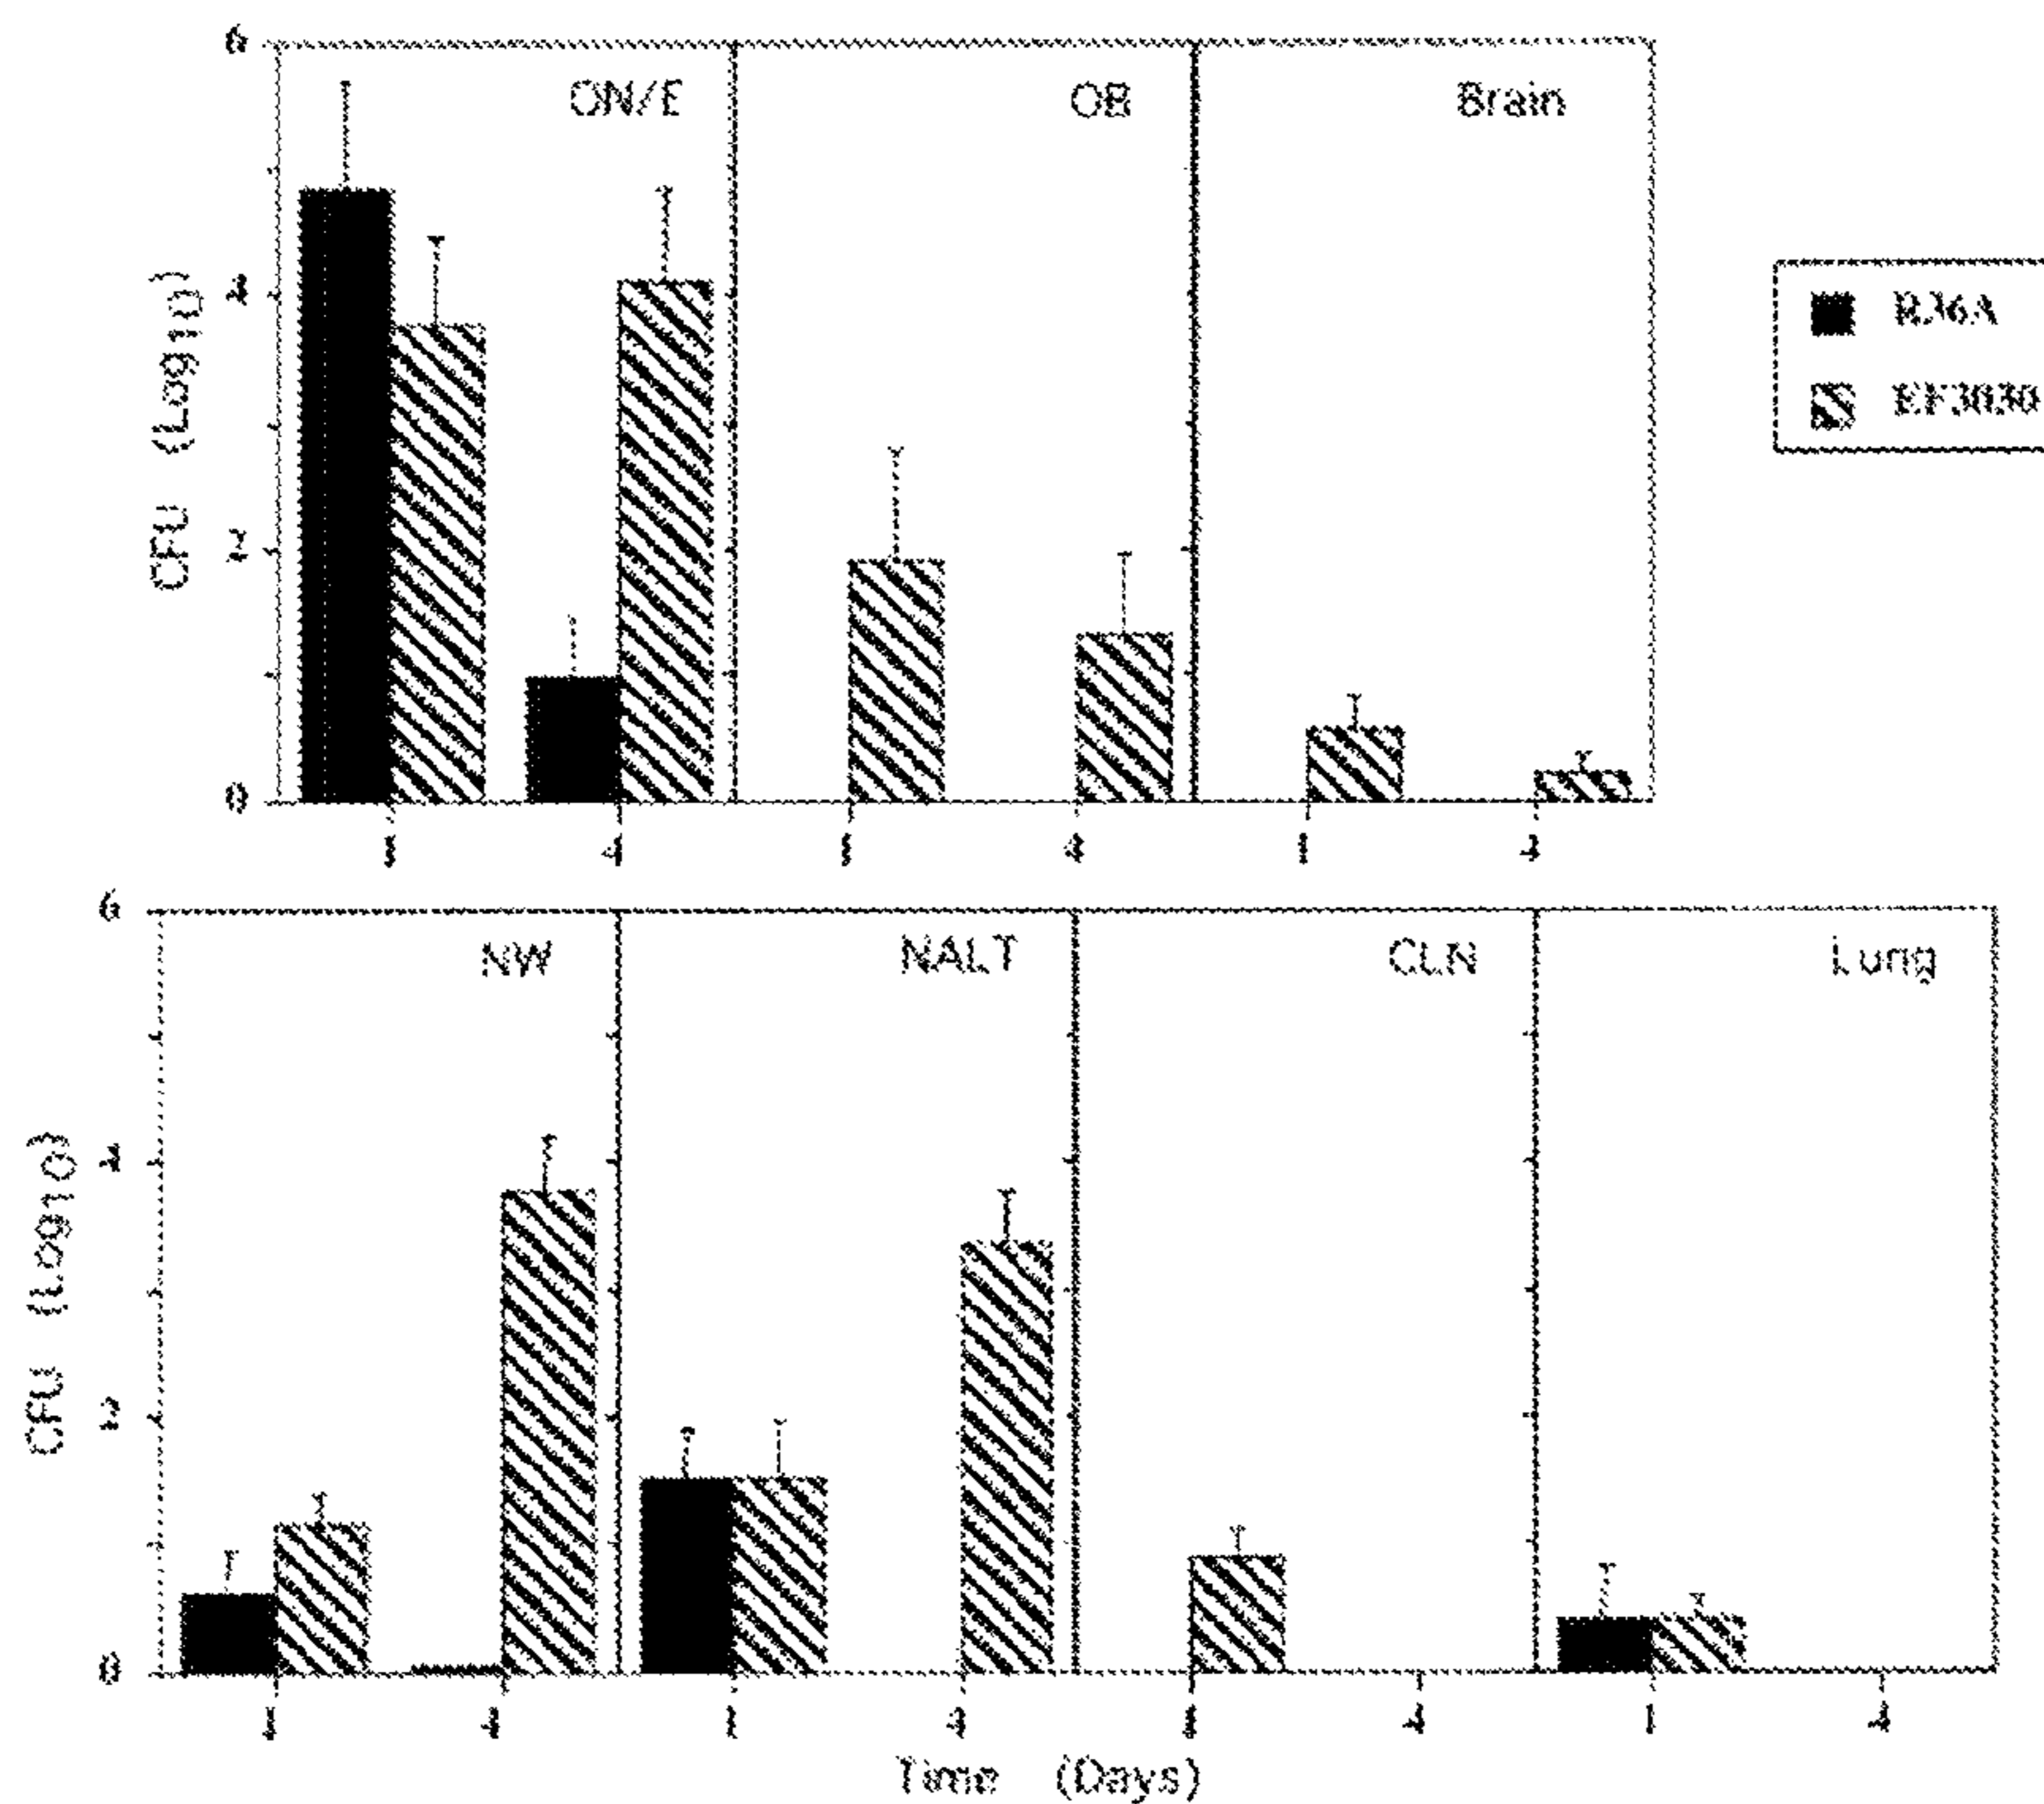 6
ON/E OB Brain
CFU (Log10)
4
2
0
R36A
EF3030
1 4 1 4 1 4
6
NW NALT CLN Lung
CFU (Log10)
4
2
0
1 4 1 4 1 4 1 4
Time (Days)